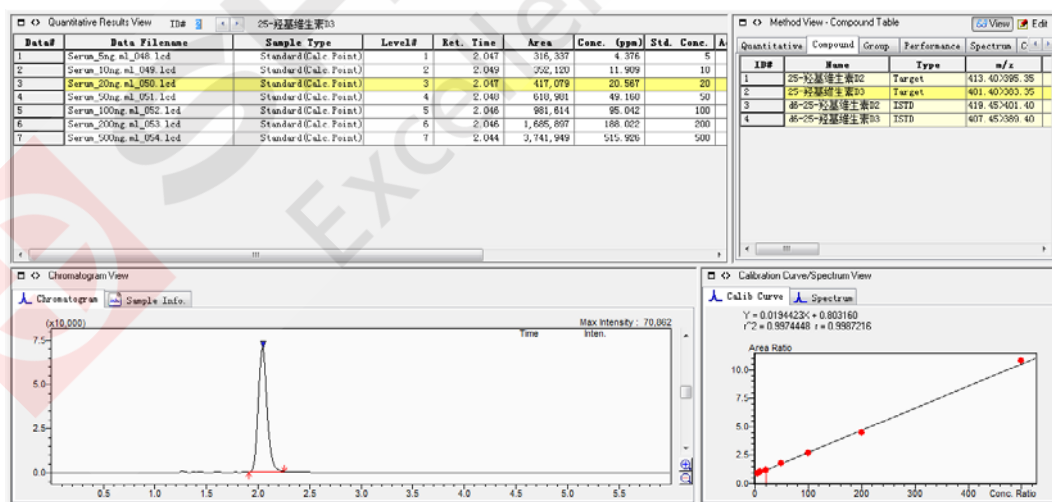 Quantitative Results View ID# 2 25-羟基维生素D3
Data# Data Filename Sample Type Level# Ret. Time Area Conc. (ppm) Std. Conc.
1 Serum_5ng.ml_048.lcd Standard(Calc.Point) 1 2.047 316,337 4.376 5
2 Serum_10ng.ml_049.lcd Standard(Calc.Point) 2 2.049 352,120 11.989 10
3 Serum_20ng.ml_050.lcd Standard(Calc.Point) 3 2.047 417,079 20.567 20
4 Serum_50ng.ml_051.lcd Standard(Calc.Point) 4 2.048 618,981 49.160 50
5 Serum_100ng.ml_052.lcd Standard(Calc.Point) 5 2.046 981,614 95.042 100
6 Serum_200ng.ml_053.lcd Standard(Calc.Point) 6 2.046 1,685,897 188.022 200
7 Serum_500ng.ml_054.lcd Standard(Calc.Point) 7 2.044 3,741,949 515.926 500
Method View - Compound Table View Edit
Quantitative Compound Group Performance Spectrum C
ID# Name Type m/z
1 25-羟基维生素D2 Target 413.40>395.35
2 25-羟基维生素D3 Target 401.40>383.35
3 d6-25-羟基维生素D2 ISTD 419.45>401.40
4 d6-25-羟基维生素D3 ISTD 407.45>389.40
Chromatogram View
Chromatogram Sample Info.
(x10,000) Max Intensity : 70,862
Time Inten.
7.5
5.0
2.5
0.0
0.5 1.0 1.5 2.0 2.5 3.0 3.5 4.0 4.5 5.0 5.5
Calibration Curve/Spectrum View
Calib Curve Spectrum
Y = 0.0194423X + 0.803160
r^2 = 0.9974448 r = 0.9987216
Area Ratio
10.0
7.5
5.0
2.5
0.0
0 100 200 300 400 500 Conc. Ratio